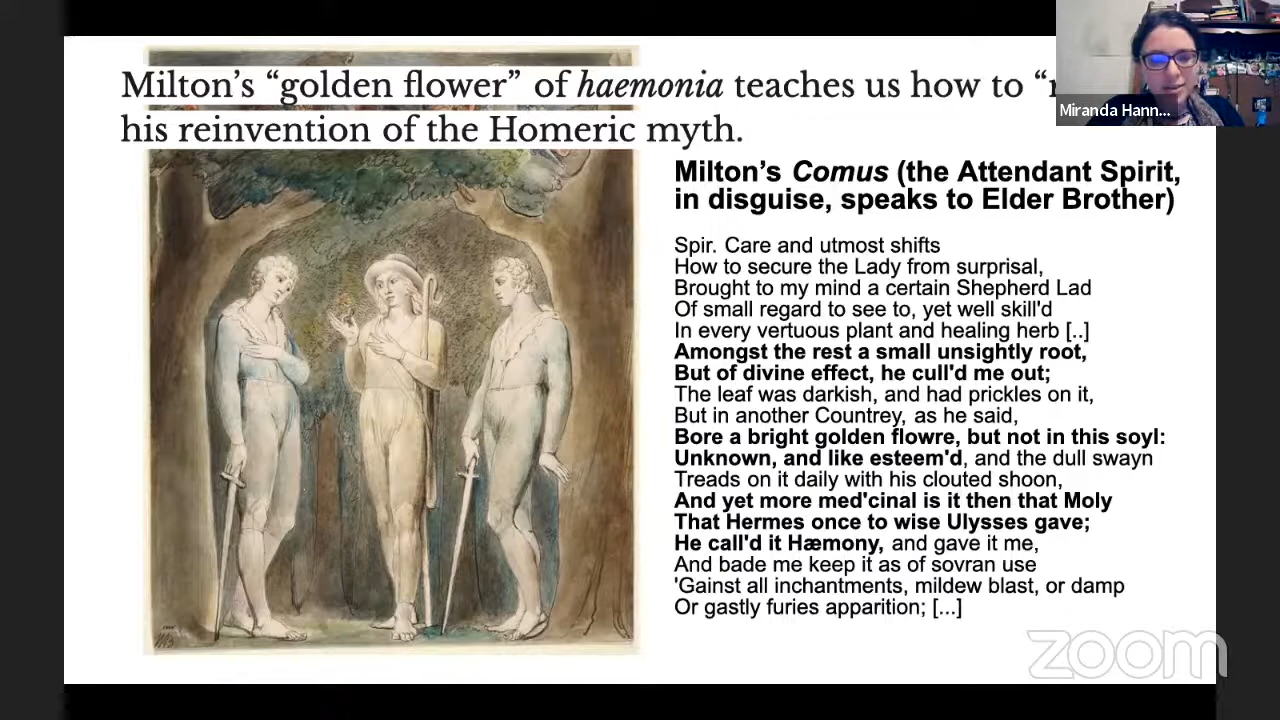 Milton’s “golden flower” of haemonia teaches us how to
his reinvention of the Homeric myth.
Miranda Hann...
Milton’s Comus (the Attendant Spirit,
in disguise, speaks to Elder Brother)
Spir. Care and utmost shifts
How to secure the Lady from surprisal,
Brought to my mind a certain Shepherd Lad
Of small regard to see to, yet well skill'd
In every vertuous plant and healing herb [..]
Amongst the rest a small unsightly root,
But of divine effect, he cull'd me out;
The leaf was darkish, and had prickles on it,
But in another Countrey, as he said,
Bore a bright golden flowre, but not in this soyl:
Unknown, and like esteem'd, and the dull swayn
Treads on it daily with his clouted shoon,
And yet more med'cinal is it then that Moly
That Hermes once to wise Ulysses gave;
He call'd it Hæmony, and gave it me,
And bade me keep it as of sovran use
'Gainst all inchantments, mildew blast, or damp
Or gastly furies apparition; [...]
zoom